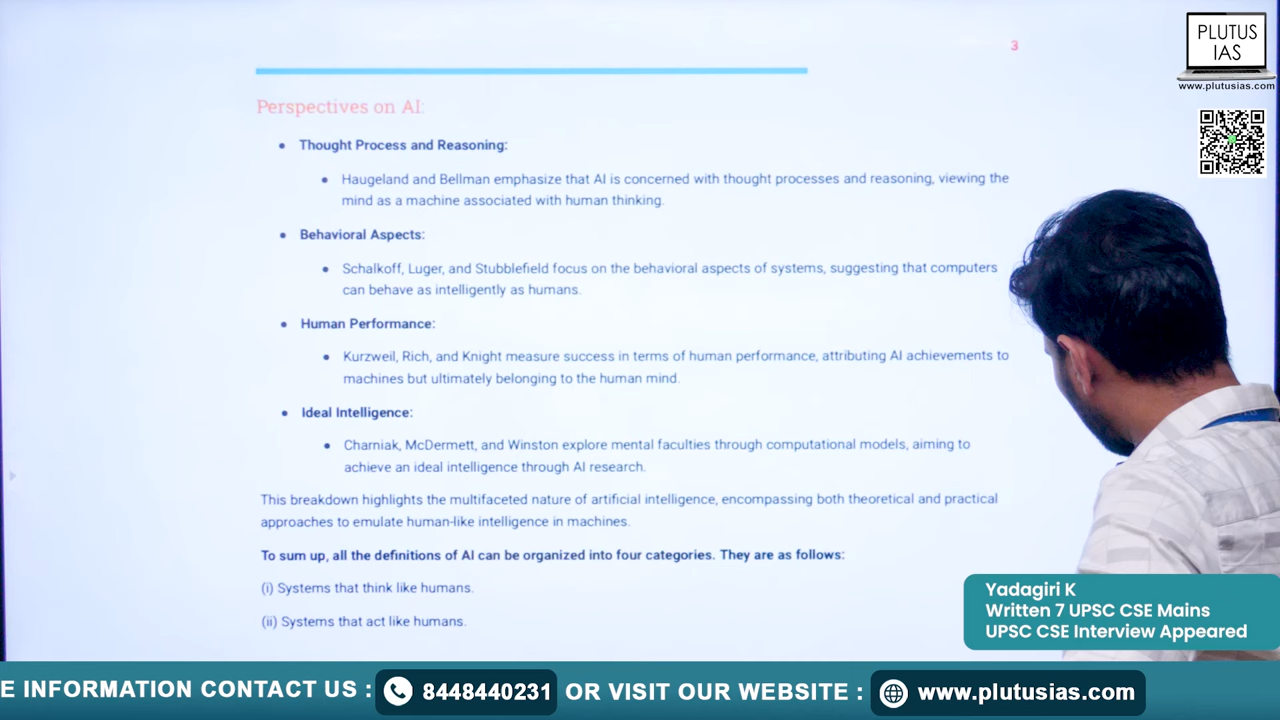 3
PLUTUS
IAS
www.plutusias.com
Perspectives on AI:
• Thought Process and Reasoning:
• Haugeland and Bellman emphasize that AI is concerned with thought processes and reasoning, viewing the
mind as a machine associated with human thinking.
• Behavioral Aspects:
• Schalkoff, Luger, and Stubblefield focus on the behavioral aspects of systems, suggesting that computers
can behave as intelligently as humans.
• Human Performance:
• Kurzweil, Rich, and Knight measure success in terms of human performance, attributing AI achievements to
machines but ultimately belonging to the human mind.
• Ideal Intelligence:
• Charniak, McDermett, and Winston explore mental faculties through computational models, aiming to
achieve an ideal intelligence through AI research.
This breakdown highlights the multifaceted nature of artificial intelligence, encompassing both theoretical and practical
approaches to emulate human-like intelligence in machines.
To sum up, all the definitions of AI can be organized into four categories. They are as follows:
(i) Systems that think like humans.
(ii) Systems that act like humans.
Yadagiri K
Written 7 UPSC CSE Mains
UPSC CSE Interview Appeared
E INFORMATION CONTACT US : 8448440231 OR VISIT OUR WEBSITE : www.plutusias.com